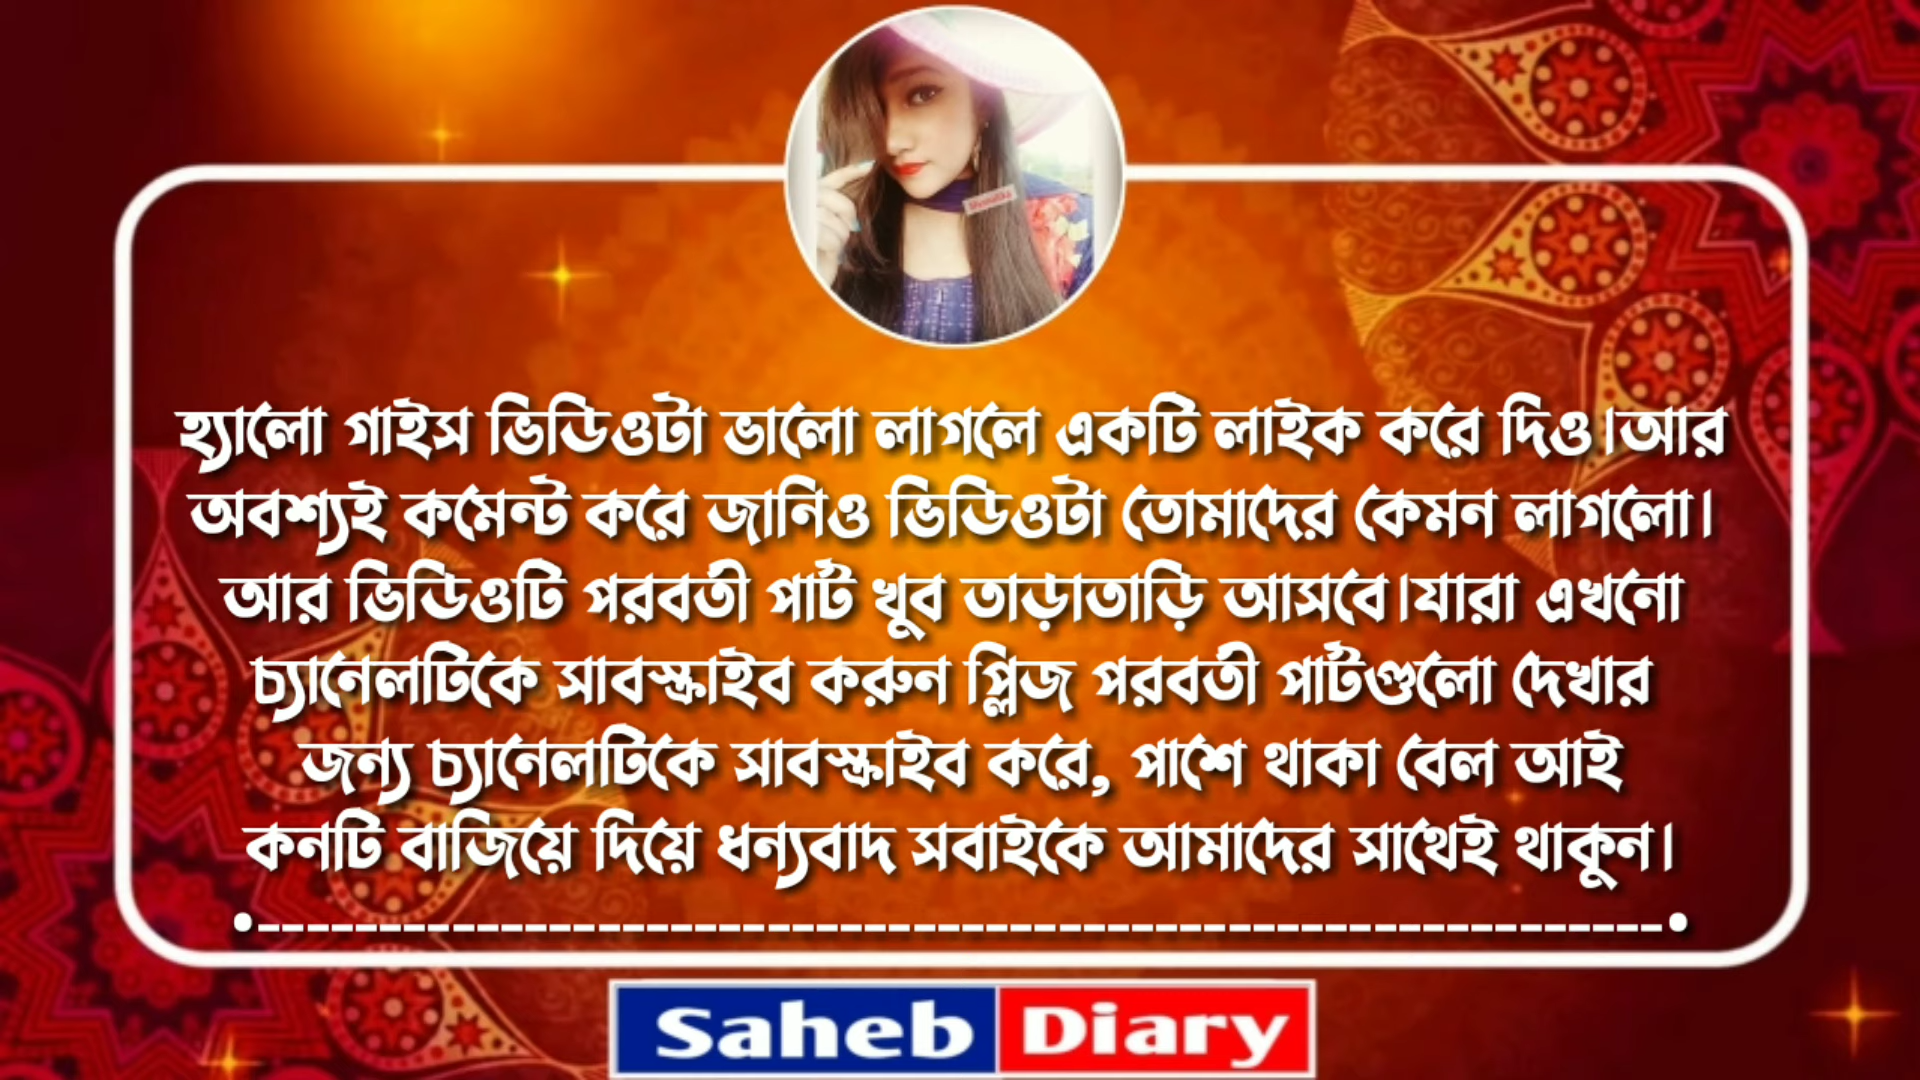 হ্যালো গাইস ভিডিওটা ভালো লাগলে একটি লাইক করে দিও।আর
অবশ্যই কমেন্ট করে জানিও ভিডিওটা তোমাদের কেমন লাগলো।
আর ভিডিওটি পরবর্তী পার্ট খুব তাড়াতাড়ি আসবে।যারা এখনো
চ্যানেলটিকে সাবস্ক্রাইব করুন প্লিজ পরবর্তী পার্টগুলো দেখার
জন্য চ্যানেলটিকে সাবস্ক্রাইব করে, পাশে থাকা বেল আই
কনটি বাজিয়ে দিয়ে ধন্যবাদ সবাইকে আমাদের সাথেই থাকুন।
Saheb Diary